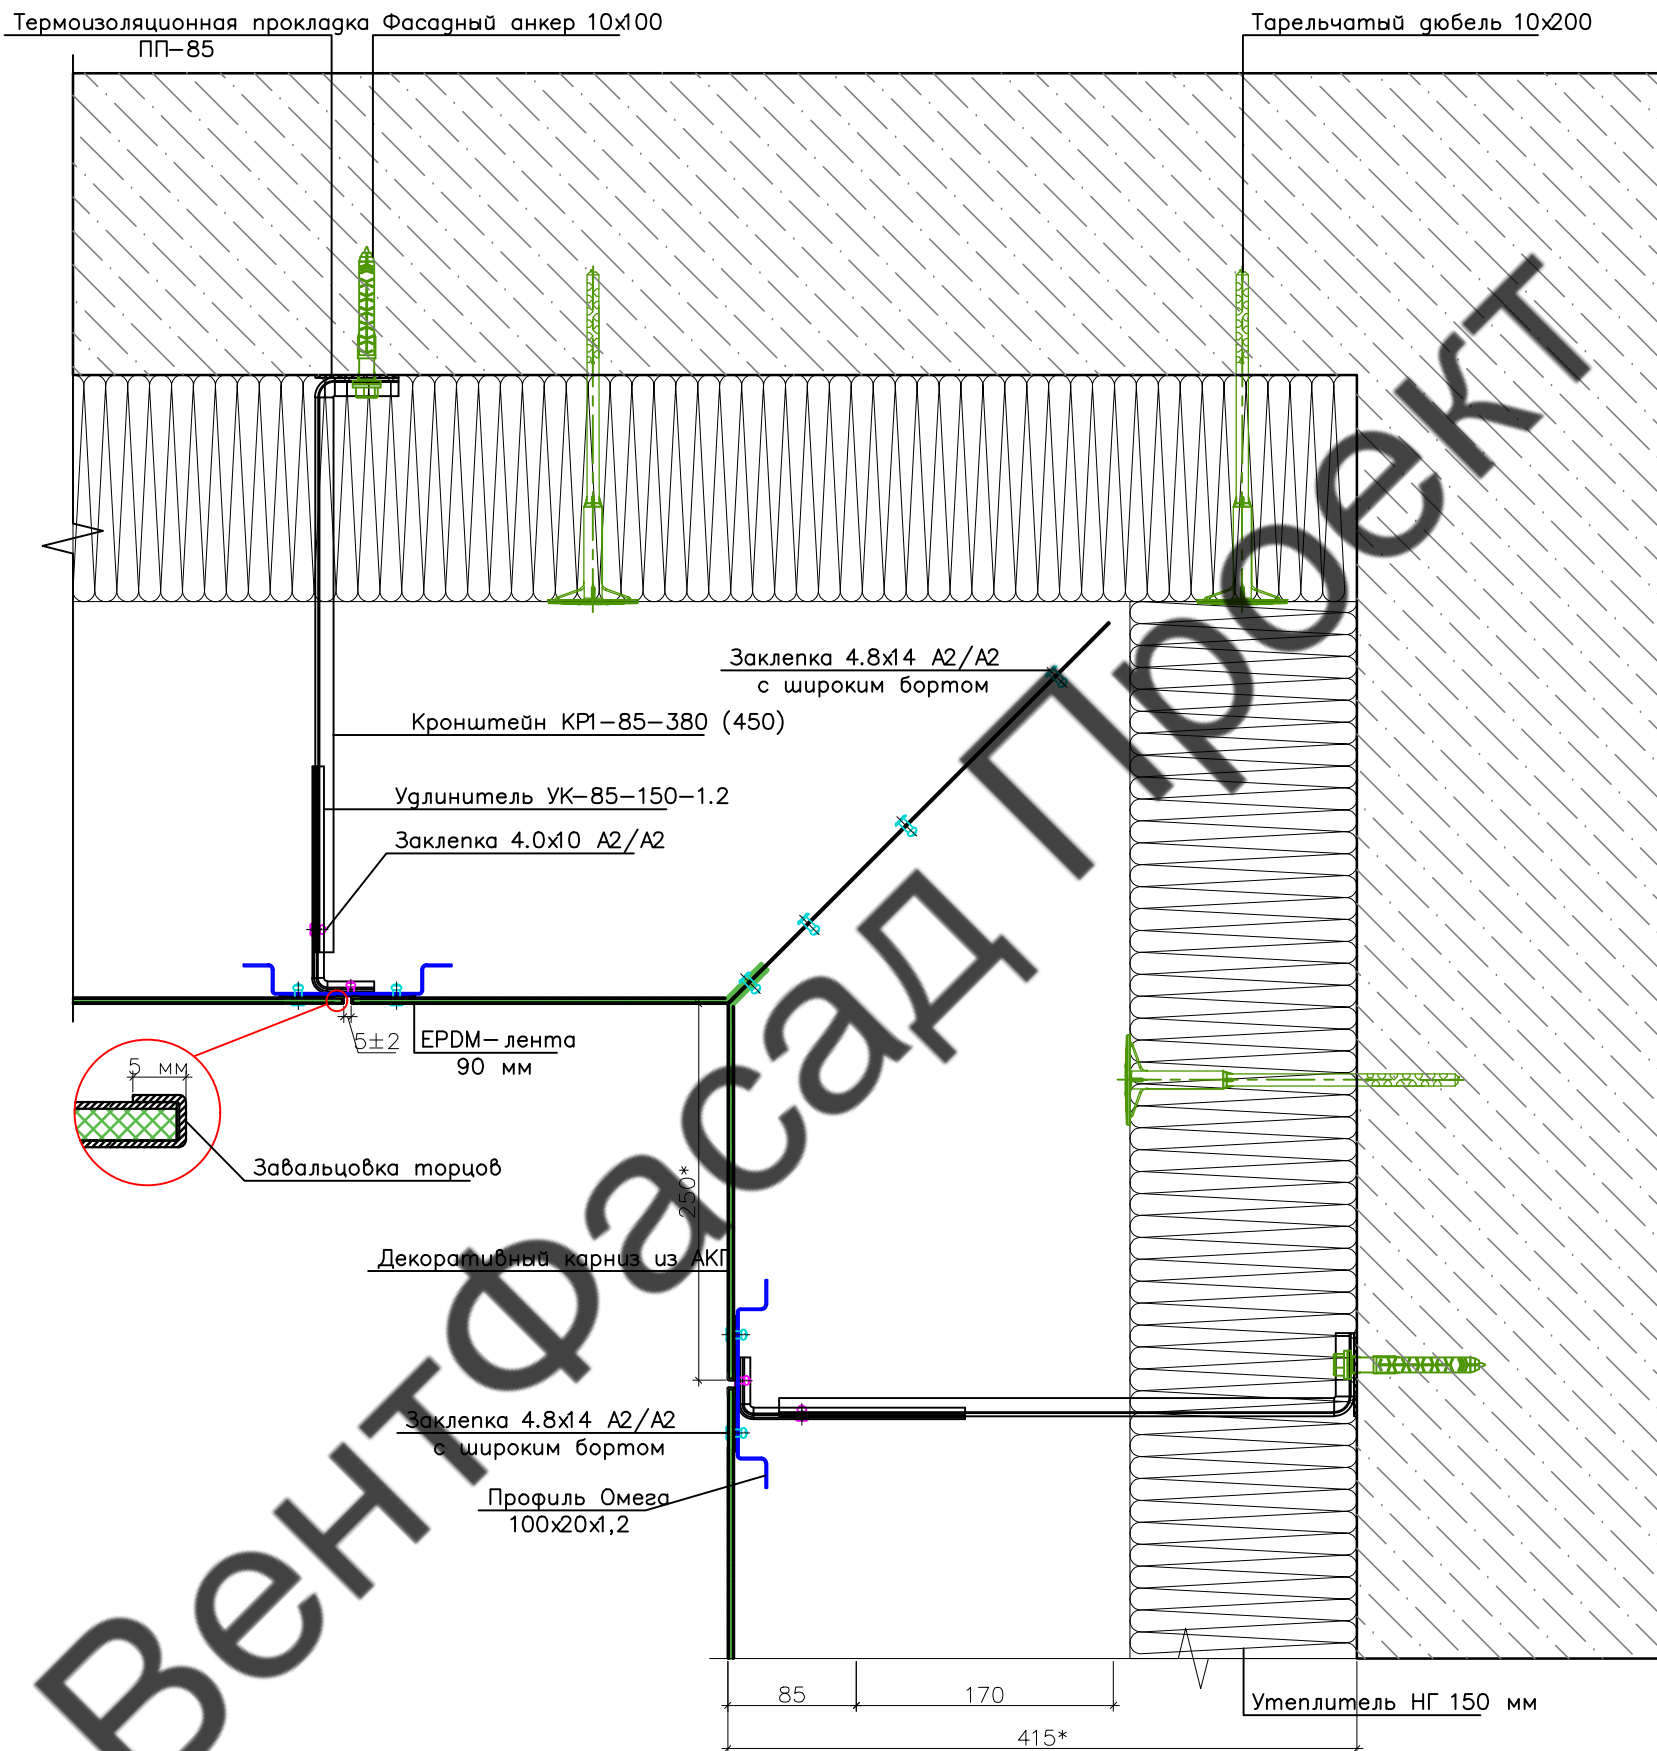 Термоизоляционная прокладка
ПП-85
Фасадный анкер 10х100
Тарельчатый дюбель 10х200
Заклепка 4.8х14 А2/А2
с широким бортом
Кронштейн КР1-85-380 (450)
Удлинитель УК-85-150-1.2
Заклепка 4.0х10 А2/А2
5±2
EPDM-лента
90 мм
5 мм
Завальцовка торцов
250*
Декоративный карниз из АКП
Заклепка 4.8х14 А2/А2
с широким бортом
Профиль Омега
100х20х1,2
85
170
415*
Утеплитель НГ 150 мм
ВентФасад Проект